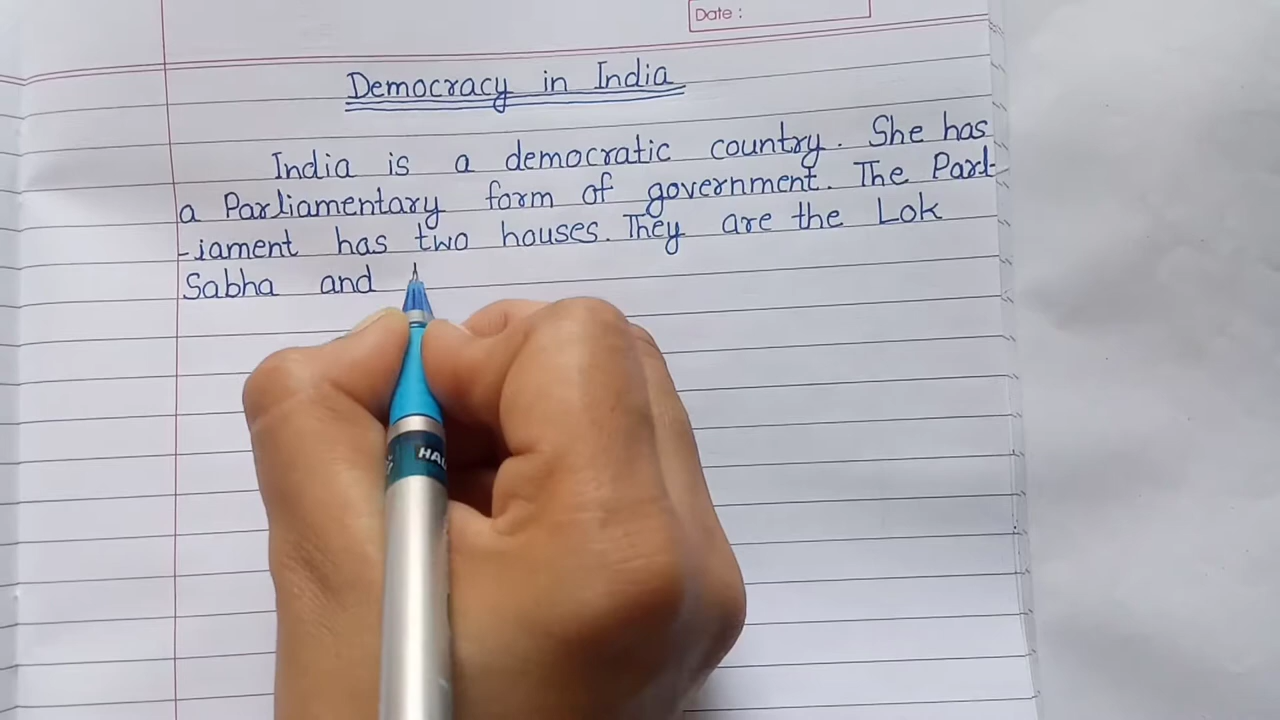 Date :
Democracy in India
India is a democratic country. She has
a Parliamentary form of government. The Parl-
-iament has two houses. They are the Lok
Sabha and